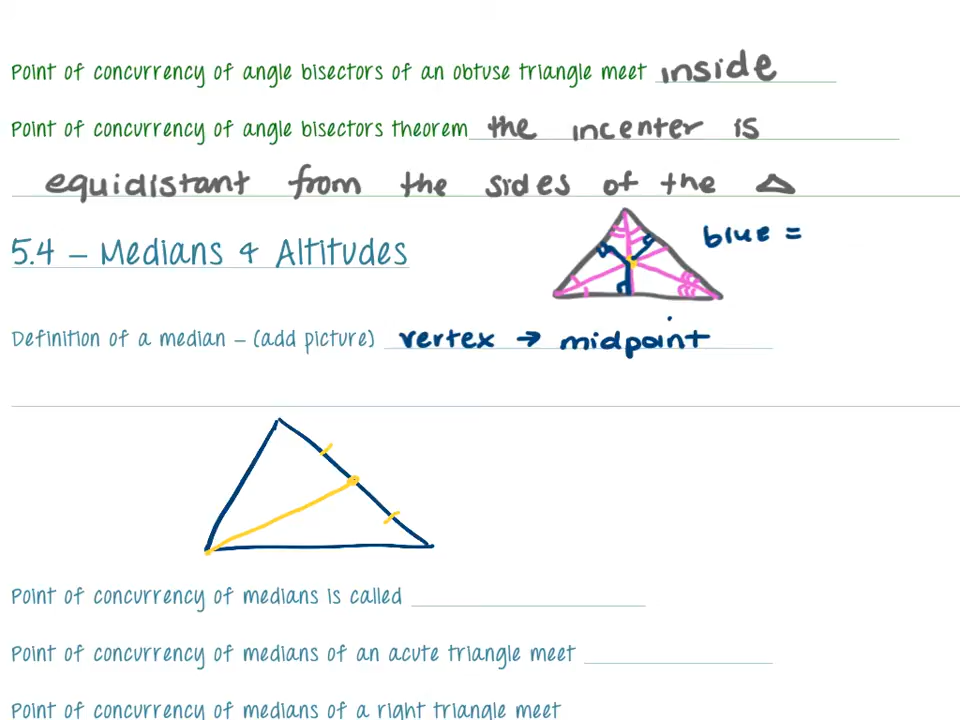 Point of concurrency of angle bisectors of an obtuse triangle meet inside
Point of concurrency of angle bisectors theorem the incenter is
equidistant from the sides of the △
5.4 – Medians & Altitudes
blue =
Definition of a median – (add picture) vertex → midpoint
Point of concurrency of medians is called
Point of concurrency of medians of an acute triangle meet
Point of concurrency of medians of a right triangle meet